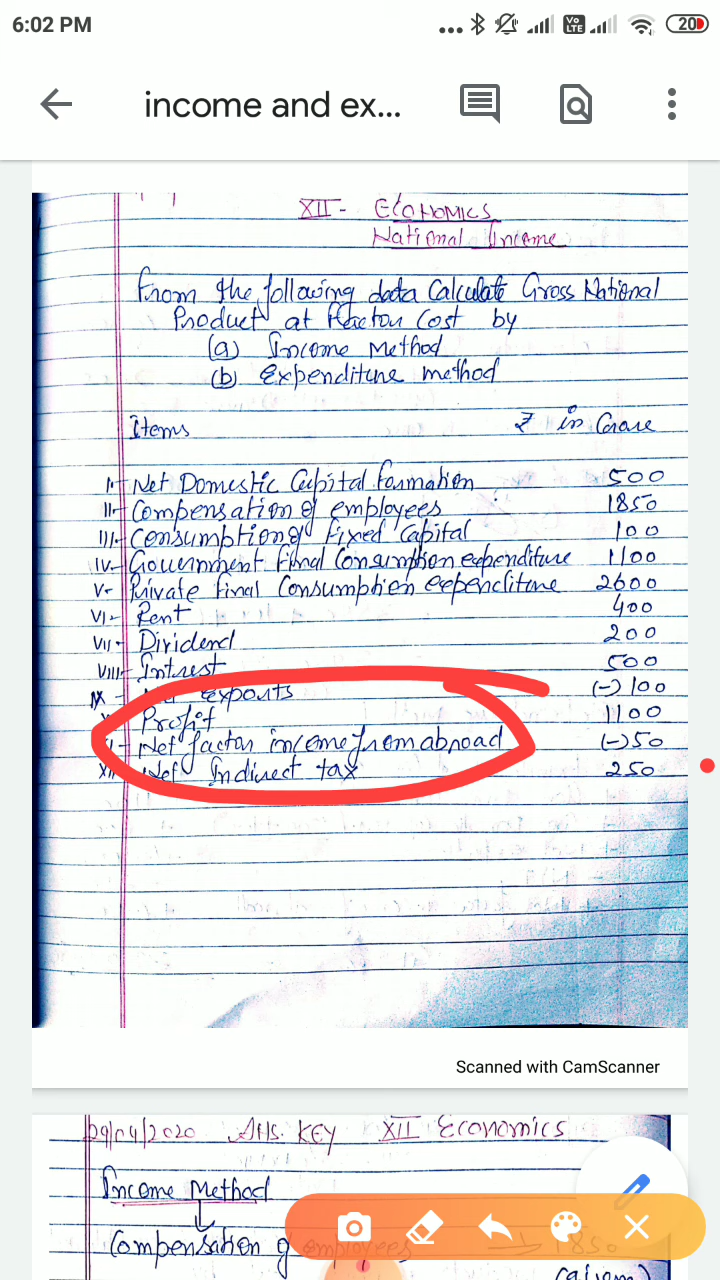 6:02 PM
Vo LTE
20
income and ex...
XII- ECONOMICS
National Income
From the following data Calculate Gross National
Product at Factor Cost by
(a) Income Method
(b) Expenditure method
Items ₹ in Crore
I- Net Domestic Capital formation 500
II- Compensation of employees 1850
III- Consumption of Fixed Capital 100
IV- Government final Consumption expenditure 1100
V- Private final Consumption expenditure 2600
VI- Rent 400
VII- Dividend 200
VIII- Intrest 500
IX - exports (-) 100
Profit 1100
Net factor income from abroad (-) 50
XII Net Indirect tax 250
Scanned with CamScanner
29/04/2020 ANS. KEY XII Economics
Income Method
Compensation of employees 1850